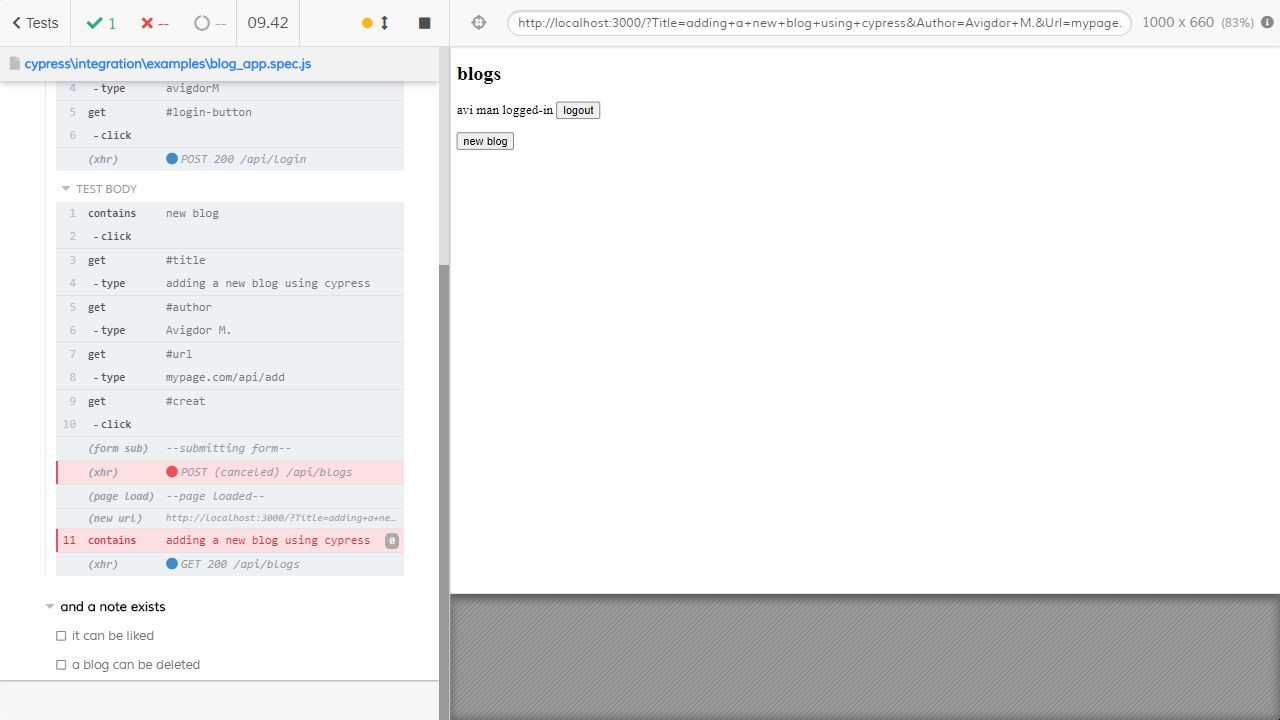 Tests
1
--
--
09.42
http://localhost:3000/?Title=adding+a+new+blog+using+cypress&Author=Avigdor+M.&Url=mypage.
1000 x 660 (83%)
cypress\integration\examples\blog_app.spec.js
4 -type avigdorM
5 get #login-button
6 -click
(xhr) POST 200 /api/login
TEST BODY
1 contains new blog
2 -click
3 get #title
4 -type adding a new blog using cypress
5 get #author
6 -type Avigdor M.
7 get #url
8 -type mypage.com/api/add
9 get #creat
10 -click
(form sub) --submitting form--
(xhr) POST (canceled) /api/blogs
(page load) --page loaded--
(new url) http://localhost:3000/?Title=adding+a+ne…
11 contains adding a new blog using cypress 0
(xhr) GET 200 /api/blogs
and a note exists
it can be liked
a blog can be deleted
blogs
avi man logged-in logout
new blog